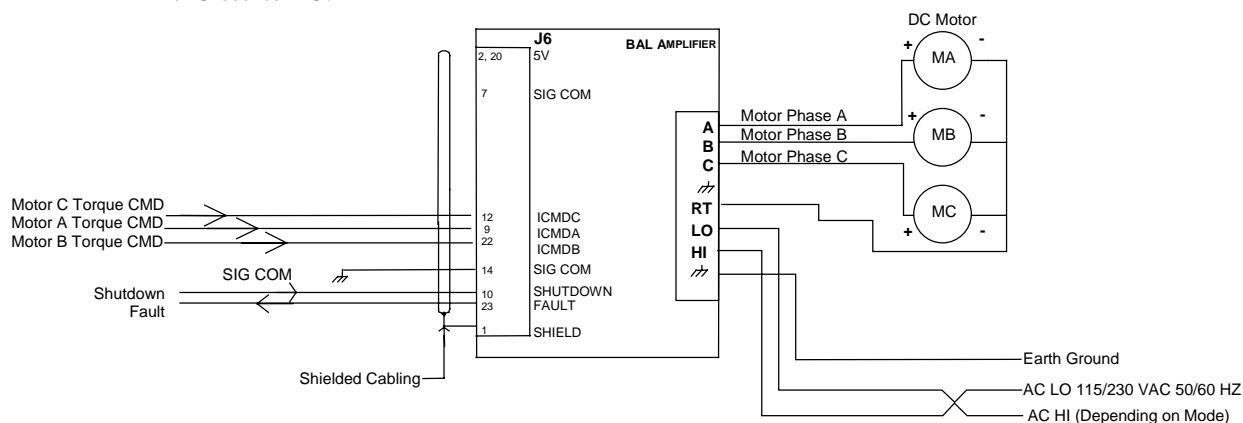 J6
BAL AMPLIFIER
DC Motor
2, 20 5V
+ MA -
7 SIG COM
A Motor Phase A
B Motor Phase B
C Motor Phase C
+ MB -
RT
LO
HI
+ MC -
Motor C Torque CMD
Motor A Torque CMD
Motor B Torque CMD
12 ICMDC
9 ICMDA
22 ICMDB
SIG COM
14 SIG COM
Shutdown
Fault
10 SHUTDOWN
23 FAULT
1 SHIELD
Shielded Cabling
Earth Ground
AC LO 115/230 VAC 50/60 HZ
AC HI (Depending on Mode)